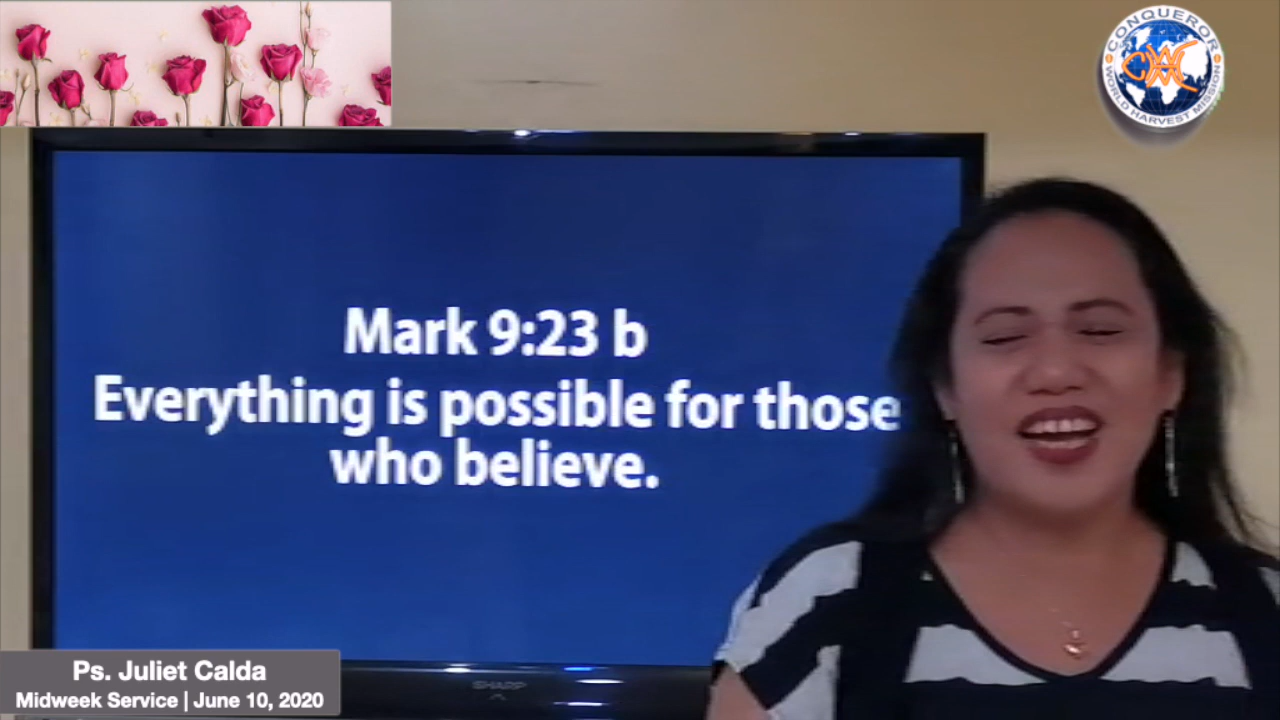 CONQUEROR
WORLD HARVEST MISSION
CWC
Mark 9:23 b
Everything is possible for those
who believe.
SHARP
Ps. Juliet Calda
Midweek Service | June 10, 2020